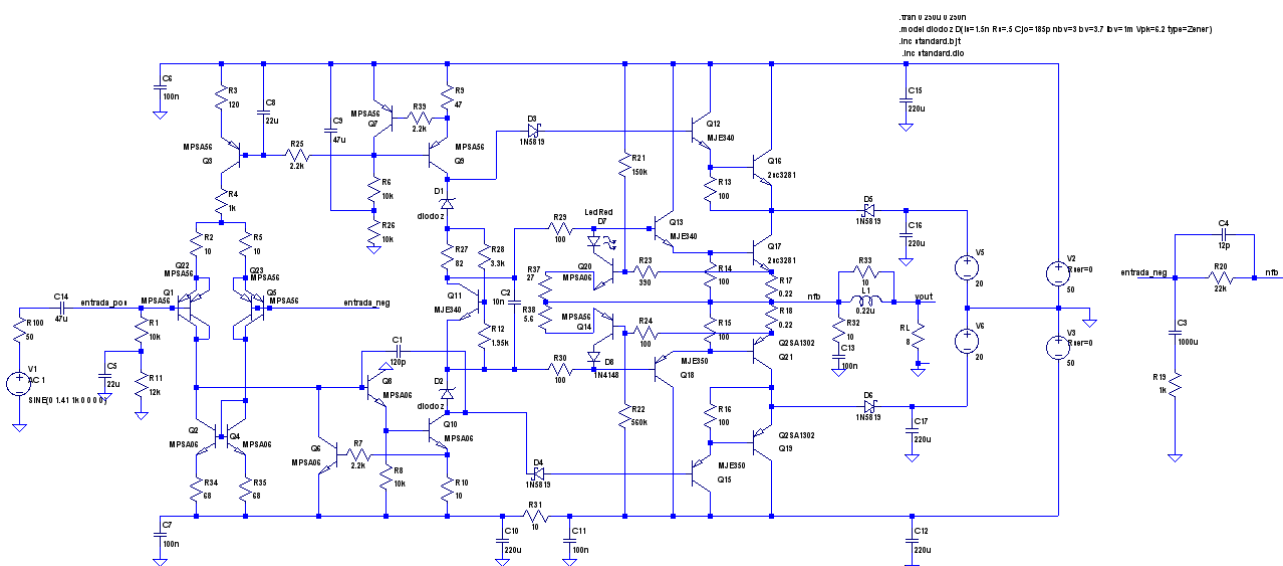 .tran 0 250u 0 250n
.model diodoz D(Is=1.5n Rs=.5 Cjo=185p nbv=3 bv=3.7 Ibv=1m Vpk=6.2 type=Zener)
.inc standard.bjt
.inc standard.dio
C6
100n
R3
120
C8
22u
C9
47u
MPSA56
Q7
R39
2.2k
R9
47
MPSA56
Q9
MPSA56
Q3
R25
2.2k
R4
1k
R6
10k
R26
10k
D1
diodoz
D3
1N5819
Q12
MJE340
C15
220u
R21
150k
R13
100
Q16
2sc3281
D5
1N5819
C16
220u
V5
20
V2
Rser=0
50
V6
20
V3
Rser=0
50
R2
10
R5
10
Q22
MPSA56
Q23
MPSA56
Q1
MPSA56
Q5
MPSA56
entrada_pos
entrada_neg
C14
47u
R100
50
V1
AC 1
SINE(0 1.41 1k 0 0 0 0)
R1
10k
C5
22u
R11
12k
R27
82
R28
3.3k
Q11
MJE340
R12
1.95k
C2
10n
R29
100
LedRed
D7
Q13
MJE340
Q20
MPSA06
R23
390
R37
27
R38
5.6
MPSA56
Q14
R24
100
R14
100
Q17
2sc3281
R17
0.22
R18
0.22
R15
100
nfb
R33
10
L1
0.22u
vout
R32
10
C13
100n
RL
8
C1
120p
Q8
MPSA06
D2
diodoz
R30
100
D8
1N4148
MJE350
Q18
Q2SA1302
Q21
Q2
MPSA06
Q4
MPSA06
Q6
MPSA06
R7
2.2k
R8
10k
Q10
MPSA06
R10
10
D4
1N5819
R22
560k
R16
100
MJE350
Q15
Q2SA1302
Q19
D6
1N5819
C17
220u
R34
68
R35
68
C7
100n
C10
220u
R31
10
C11
100n
C12
220u
C4
12p
entrada_neg
R20
22k
nfb
C3
1000u
R19
1k